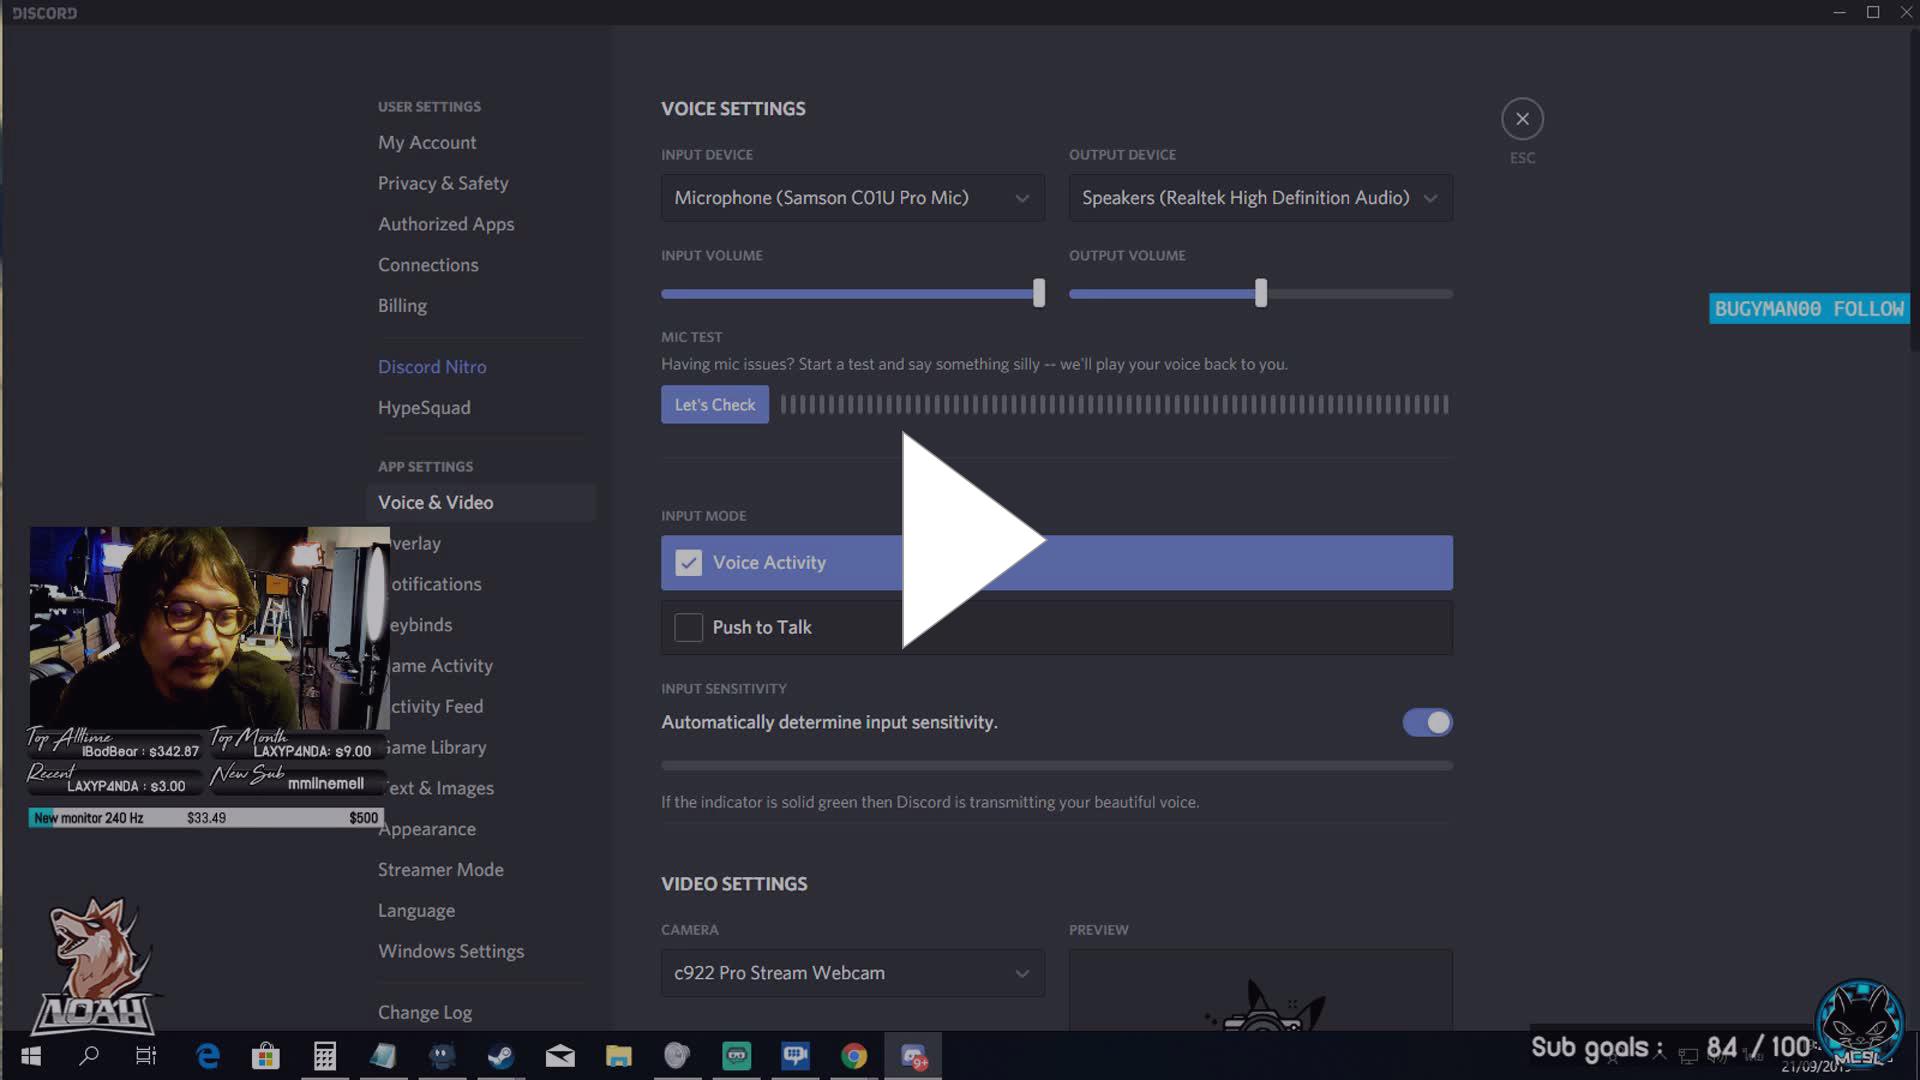 DISCORD
USER SETTINGS
My Account
Privacy & Safety
Authorized Apps
Connections
Billing
Discord Nitro
HypeSquad
APP SETTINGS
Voice & Video
verlay
otifications
eybinds
ame Activity
ctivity Feed
ame Library
ext & Images
Appearance
Streamer Mode
Language
Windows Settings
Change Log
VOICE SETTINGS
INPUT DEVICE
Microphone (Samson C01U Pro Mic)
OUTPUT DEVICE
Speakers (Realtek High Definition Audio)
ESC
INPUT VOLUME
OUTPUT VOLUME
MIC TEST
Having mic issues? Start a test and say something silly -- we'll play your voice back to you.
Let's Check
INPUT MODE
Voice Activity
Push to Talk
INPUT SENSITIVITY
Automatically determine input sensitivity.
If the indicator is solid green then Discord is transmitting your beautiful voice.
VIDEO SETTINGS
CAMERA
c922 Pro Stream Webcam
PREVIEW
BUGYMAN00 FOLLOW
Top Alltime
IBadBear : $342.87
Top Month
LAXYP4NDA: $9.00
Recent
LAXYP4NDA : $3.00
New Sub
mmilnemell
New monitor 240 Hz $33.49 $500
NOAH
9+
Sub goals : 84 / 100
MCSL
21/09/201